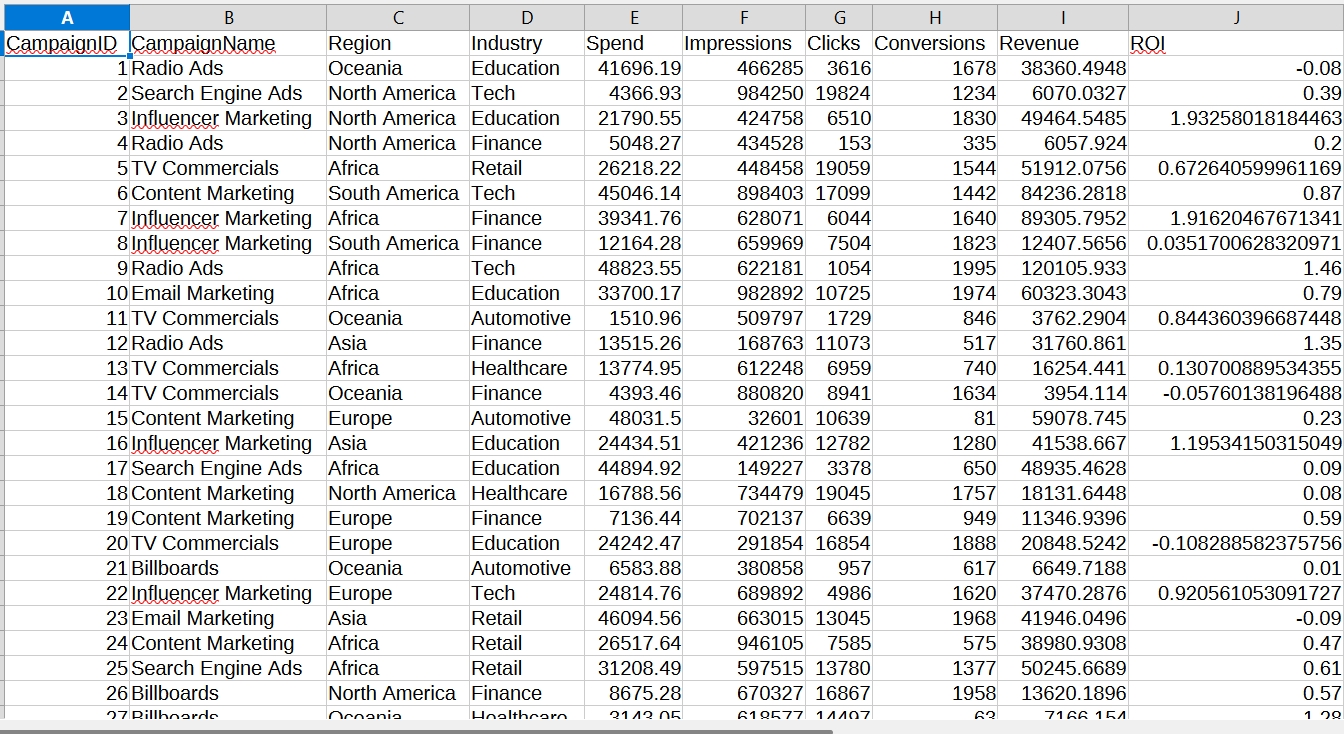 A B C D E F G H I J
CampaignID CampaignName Region Industry Spend Impressions Clicks Conversions Revenue ROI
1 Radio Ads Oceania Education 41696.19 466285 3616 1678 38360.4948 -0.08
2 Search Engine Ads North America Tech 4366.93 984250 19824 1234 6070.0327 0.39
3 Influencer Marketing North America Education 21790.55 424758 6510 1830 49464.5485 1.93258018184463
4 Radio Ads North America Finance 5048.27 434528 153 335 6057.924 0.2
5 TV Commercials Africa Retail 26218.22 448458 19059 1544 51912.0756 0.672640599961169
6 Content Marketing South America Tech 45046.14 898403 17099 1442 84236.2818 0.87
7 Influencer Marketing Africa Finance 39341.76 628071 6044 1640 89305.7952 1.91620467671341
8 Influencer Marketing South America Finance 12164.28 659969 7504 1823 12407.5656 0.0351700628320971
9 Radio Ads Africa Tech 48823.55 622181 1054 1995 120105.933 1.46
10 Email Marketing Africa Education 33700.17 982892 10725 1974 60323.3043 0.79
11 TV Commercials Oceania Automotive 1510.96 509797 1729 846 3762.2904 0.844360396687448
12 Radio Ads Asia Finance 13515.26 168763 11073 517 31760.861 1.35
13 TV Commercials Africa Healthcare 13774.95 612248 6959 740 16254.441 0.130700889534355
14 TV Commercials Oceania Finance 4393.46 880820 8941 1634 3954.114 -0.05760138196488
15 Content Marketing Europe Automotive 48031.5 32601 10639 81 59078.745 0.23
16 Influencer Marketing Asia Education 24434.51 421236 12782 1280 41538.667 1.19534150315049
17 Search Engine Ads Africa Education 44894.92 149227 3378 650 48935.4628 0.09
18 Content Marketing North America Healthcare 16788.56 734479 19045 1757 18131.6448 0.08
19 Content Marketing Europe Finance 7136.44 702137 6639 949 11346.9396 0.59
20 TV Commercials Europe Education 24242.47 291854 16854 1888 20848.5242 -0.108288582375756
21 Billboards Oceania Automotive 6583.88 380858 957 617 6649.7188 0.01
22 Influencer Marketing Europe Tech 24814.76 689892 4986 1620 37470.2876 0.920561053091727
23 Email Marketing Asia Retail 46094.56 663015 13045 1968 41946.0496 -0.09
24 Content Marketing Africa Retail 26517.64 946105 7585 575 38980.9308 0.47
25 Search Engine Ads Africa Retail 31208.49 597515 13780 1377 50245.6689 0.61
26 Billboards North America Finance 8675.28 670327 16867 1958 13620.1896 0.57
27 Billboards Oceania Healthcare 3143.05 618577 14497 63 7166.154 1.28